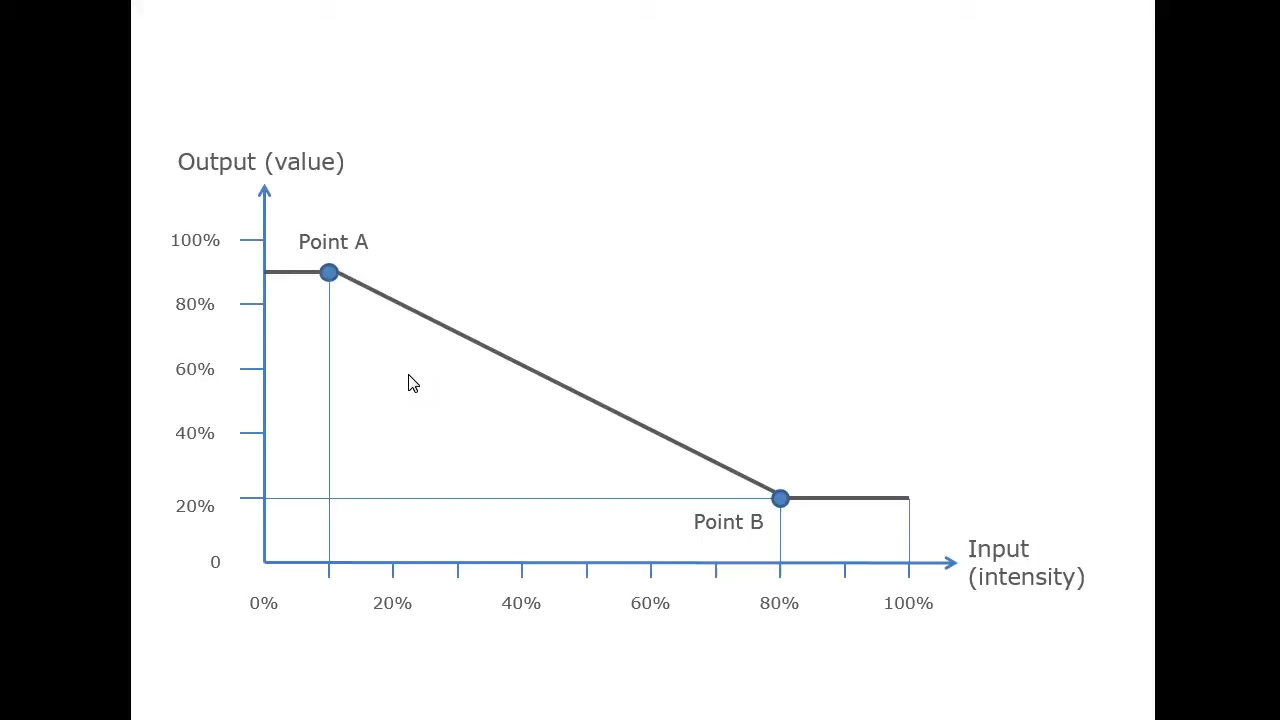 Output (value)
100%
Point A
80%
60%
40%
20%
Point B
0
Input
(intensity)
0%
20%
40%
60%
80%
100%